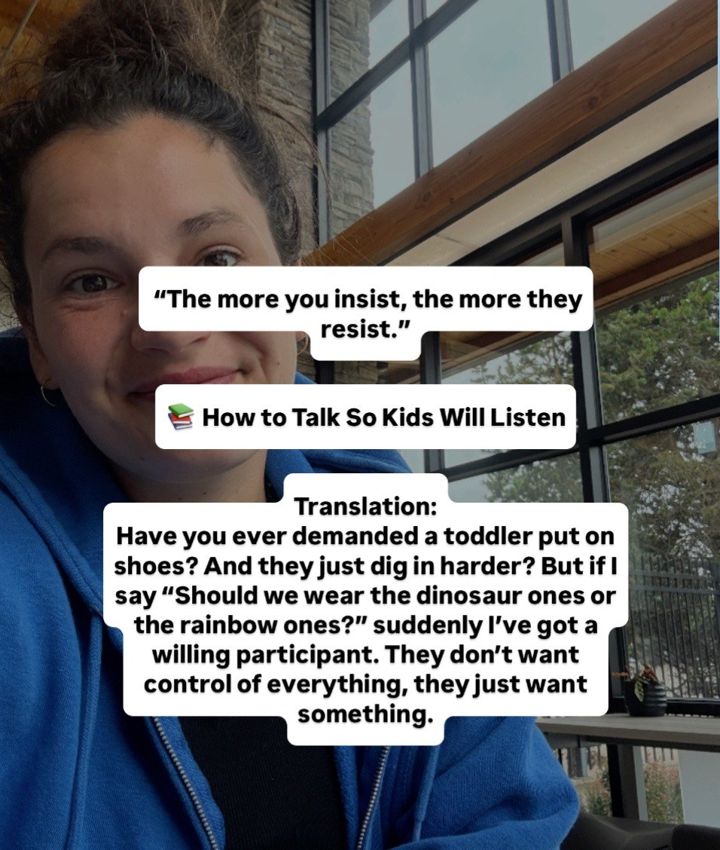 “The more you insist, the more they
resist.”
📚 How to Talk So Kids Will Listen
Translation:
Have you ever demanded a toddler put on
shoes? And they just dig in harder? But if I
say “Should we wear the dinosaur ones or
the rainbow ones?” suddenly I’ve got a
willing participant. They don’t want
control of everything, they just want
something.